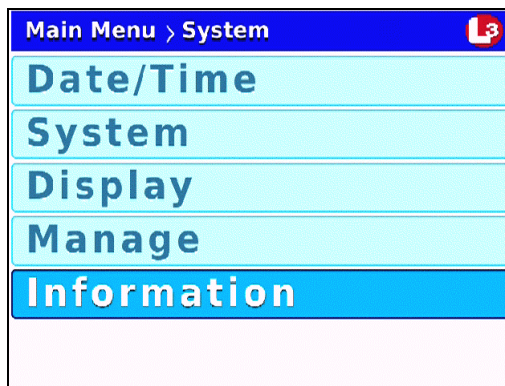 Main Menu > System L3
Date/Time
System
Display
Manage
Information